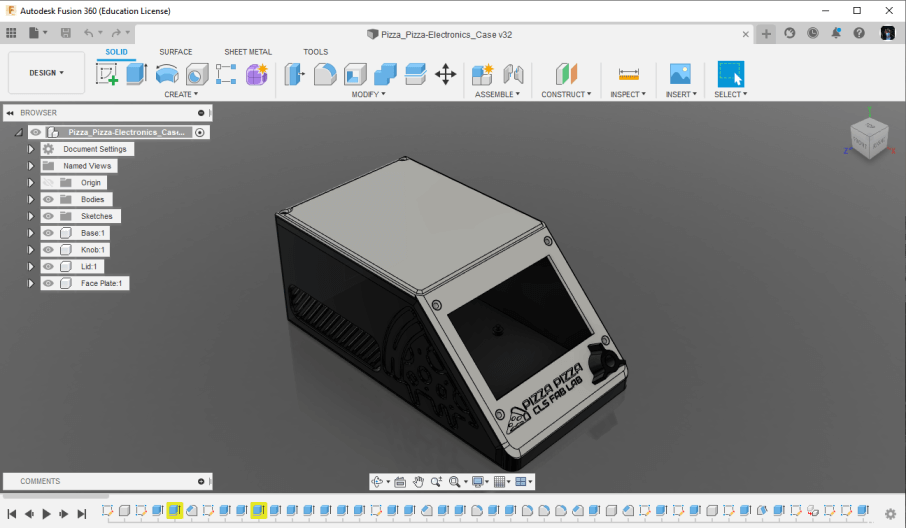 Autodesk Fusion 360 (Education License)
Pizza_Pizza-Electronics_Case v32
SOLID
SURFACE
SHEET METAL
TOOLS
DESIGN
CREATE
MODIFY
ASSEMBLE
CONSTRUCT
INSPECT
INSERT
SELECT
BROWSER
Pizza_Pizza-Electronics_Case...
Document Settings
Named Views
Origin
Bodies
Sketches
Base:1
Knob:1
Lid:1
Face Plate:1
Y
Z
X
PIZZA PIZZA
CLS FAB LAB
COMMENTS